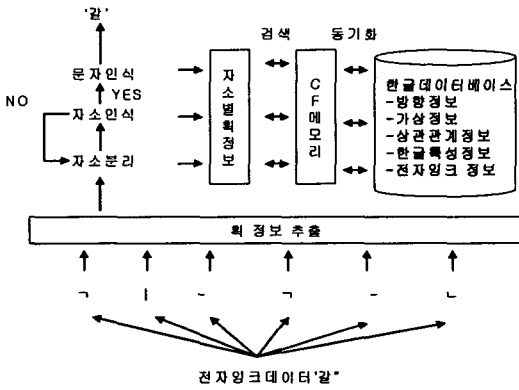 '갈'
검색 동기화
문자인식
NO
YES
자소인식
자소분리
자소별획정보
CF메모리
한글데이터베이스
-방향정보
-가상정보
-상관관계정보
-한글특성정보
-전자잉크 정보
획 정보 추출
ㄱ ㅣ - ㄱ - ㄴ
전자잉크데이터'갈"